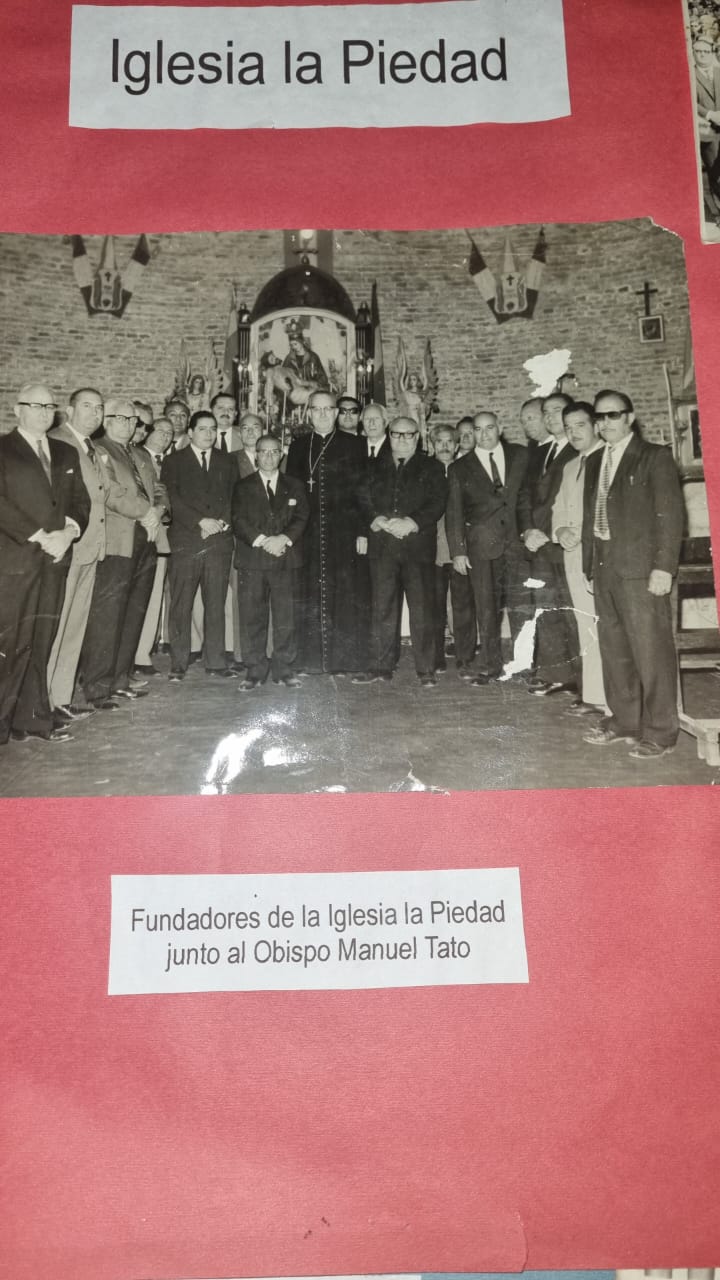 Iglesia la Piedad
Fundadores de la Iglesia la Piedad
junto al Obispo Manuel Tato